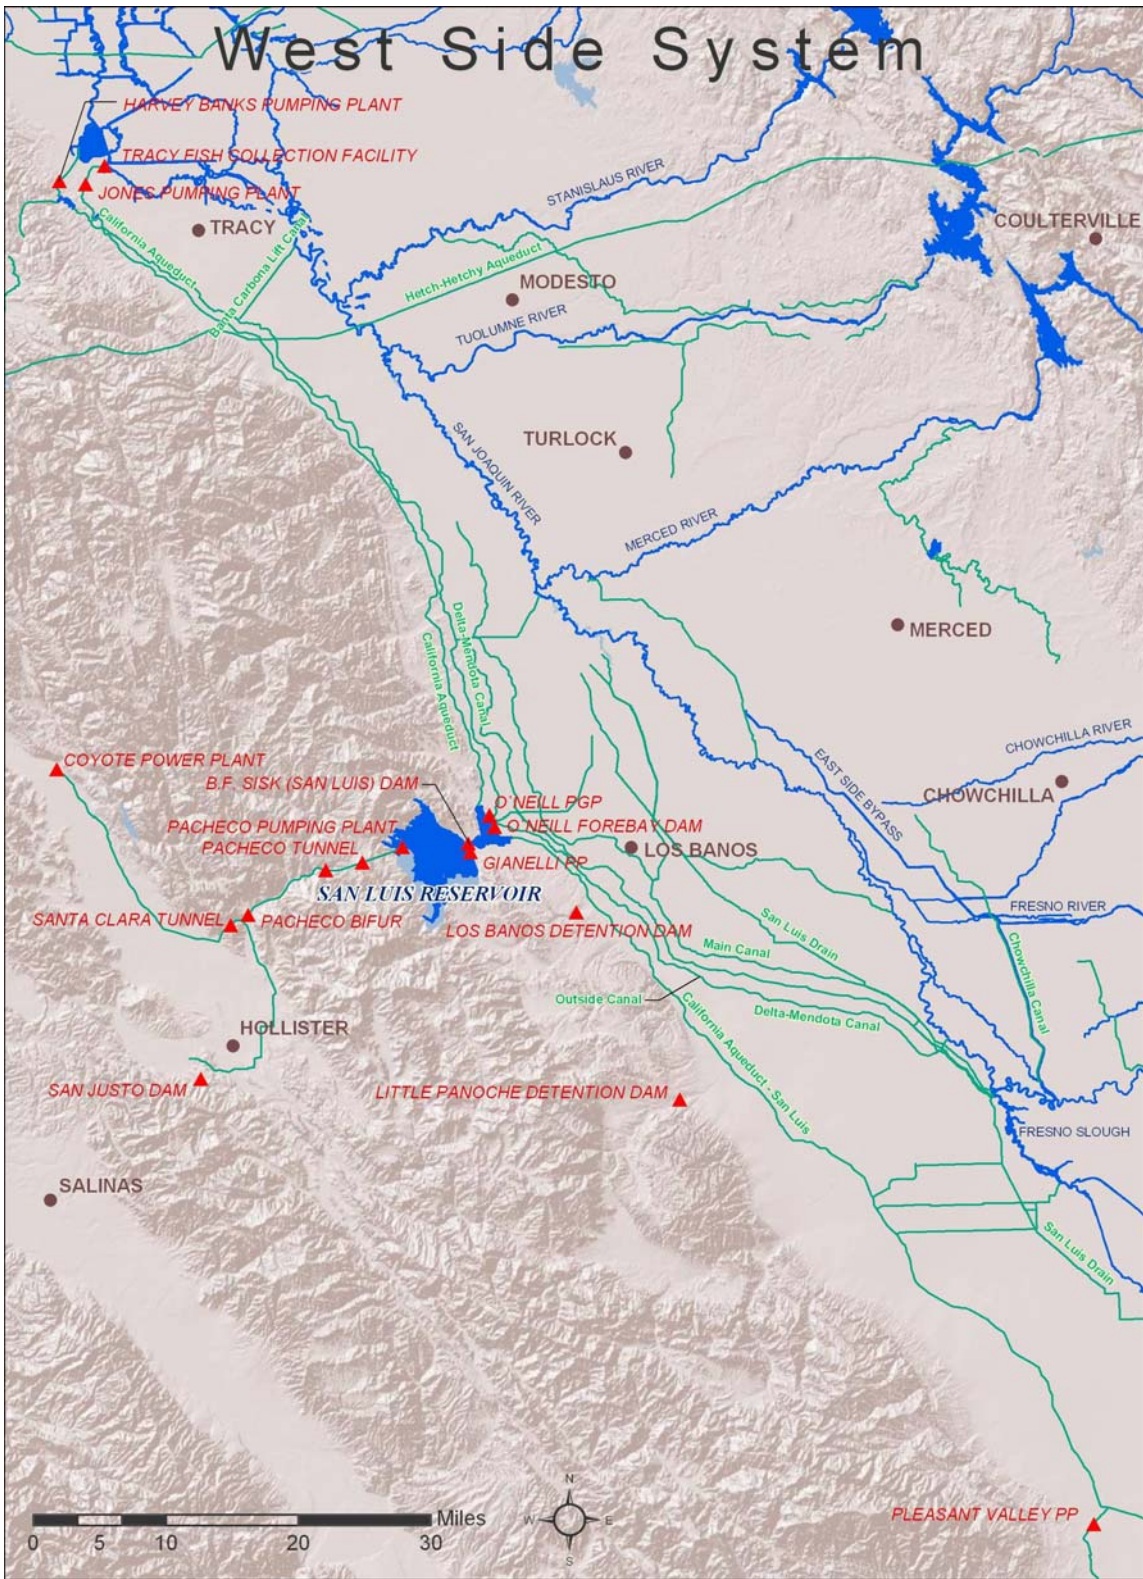 West Side System
HARVEY BANKS PUMPING PLANT
TRACY FISH COLLECTION FACILITY
JONES PUMPING PLANT
STANISLAUS RIVER
California Aqueduct
TRACY
Banta Carbona Lift Canal
COULTERVILLE
Hetch-Hetchy Aqueduct
MODESTO
TUOLUMNE RIVER
TURLOCK
SAN JOAQUIN RIVER
MERCED RIVER
MERCED
Delta-Mendota Canal
California Aqueduct
CHOWCHILLA RIVER
EAST SIDE BYPASS
COYOTE POWER PLANT
B.F. SISK (SAN LUIS) DAM
CHOWCHILLA
O'NEILL PGP
PACHECO PUMPING PLANT
O'NEILL FOREBAY DAM
PACHECO TUNNEL
LOS BANOS
GIANELLI PP
SAN LUIS RESERVOIR
FRESNO RIVER
SANTA CLARA TUNNEL
PACHECO BIFUR
LOS BANOS DETENTION DAM
San Luis Drain
Main Canal
Chowchilla Canal
Outside Canal
Delta-Mendota Canal
California Aqueduct - San Luis
HOLLISTER
SAN JUSTO DAM
LITTLE PANOCHE DETENTION DAM
FRESNO SLOUGH
SALINAS
San Luis Drain
PLEASANT VALLEY PP
N
W
E
S
Miles
0 5 10 20 30